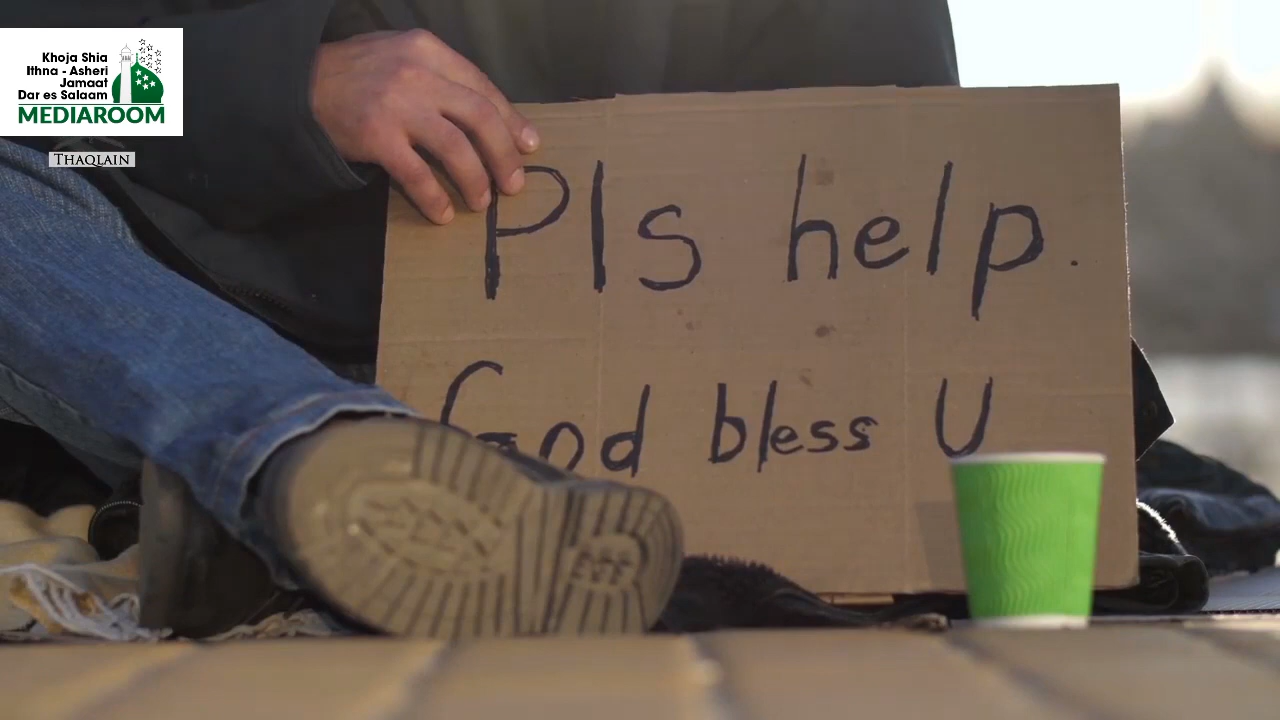 Khoja Shia
Ithna - Asheri
Jamaat
Dar es Salaam
MEDIAROOM
THAQLAIN
Pls help.
God bless U